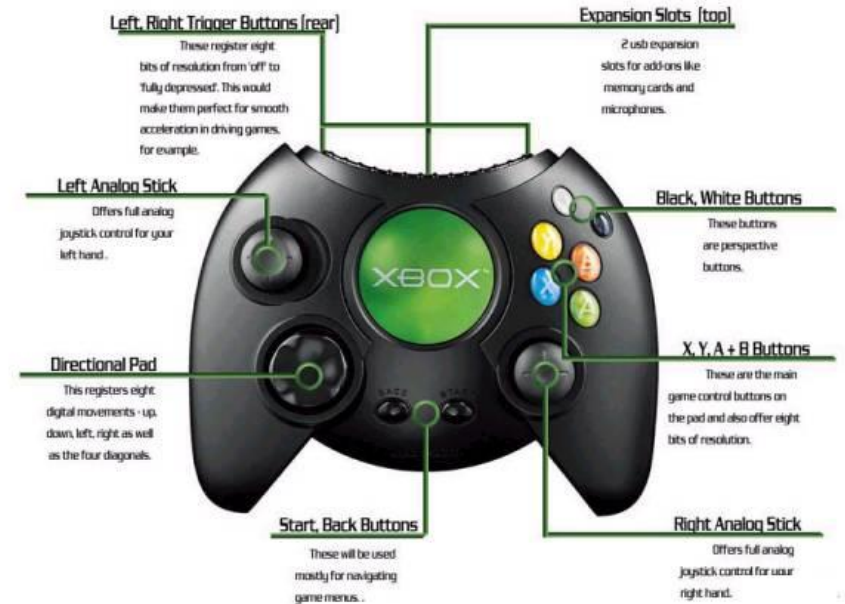 Left, Right Trigger Buttons (rear)
These register eight
bits of resolution from 'off' to
'fully depressed'. This would
make them perfect for smooth
acceleration in driving games,
for example.
Expansion Slots (top)
2 usb expansion
slots for add-ons like
memory cards and
microphones.
Left Analog Stick
Offers full analog
joystick control for your
left hand .
Black, White Buttons
These buttons
are perspective
buttons.
Y
B
X
A
XBOX™
Directional Pad
This registers eight
digital movements - up,
down, left, right as well
as the four diagonals.
X, Y, A + B Buttons
These are the main
game control buttons on
the pad and also offer eight
bits of resolution.
BACK
START
Start, Back Buttons
These will be used
mostly for navigating
game menus. .
Right Analog Stick
Offers full analog
joystick control for your
right hand.